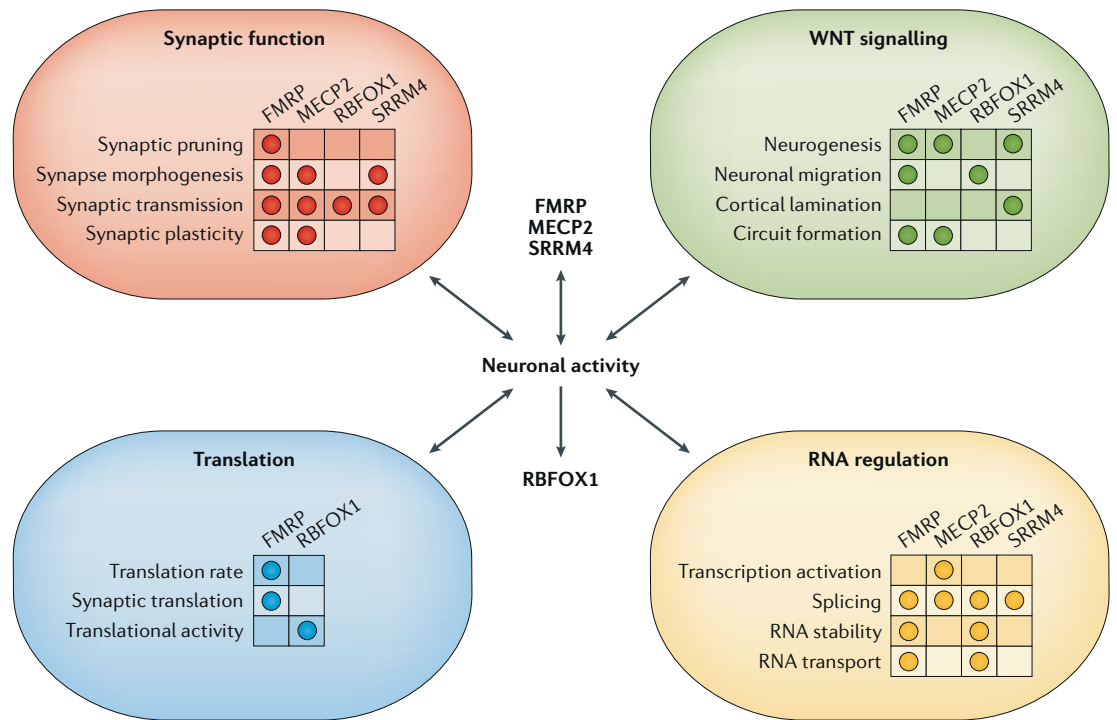 Synaptic function
FMRP
MECP2
RBFOX1
SRRM4
Synaptic pruning
Synapse morphogenesis
Synaptic transmission
Synaptic plasticity
WNT signalling
FMRP
MECP2
RBFOX1
SRRM4
Neurogenesis
Neuronal migration
Cortical lamination
Circuit formation
FMRP
MECP2
SRRM4
Neuronal activity
RBFOX1
Translation
FMRP
RBFOX1
Translation rate
Synaptic translation
Translational activity
RNA regulation
FMRP
MECP2
RBFOX1
SRRM4
Transcription activation
Splicing
RNA stability
RNA transport